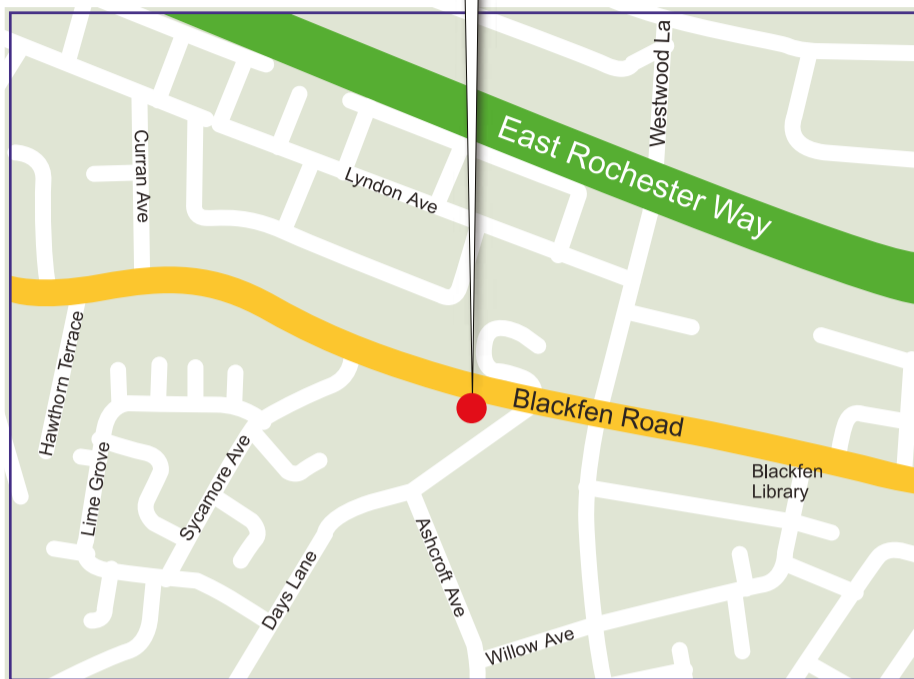 Westwood La
East Rochester Way
Curran Ave
Lyndon Ave
Hawthorn Terrace
Blackfen Road
Blackfen
Library
Lime Grove
Sycamore Ave
Days Lane
Ashcroft Ave
Willow Ave